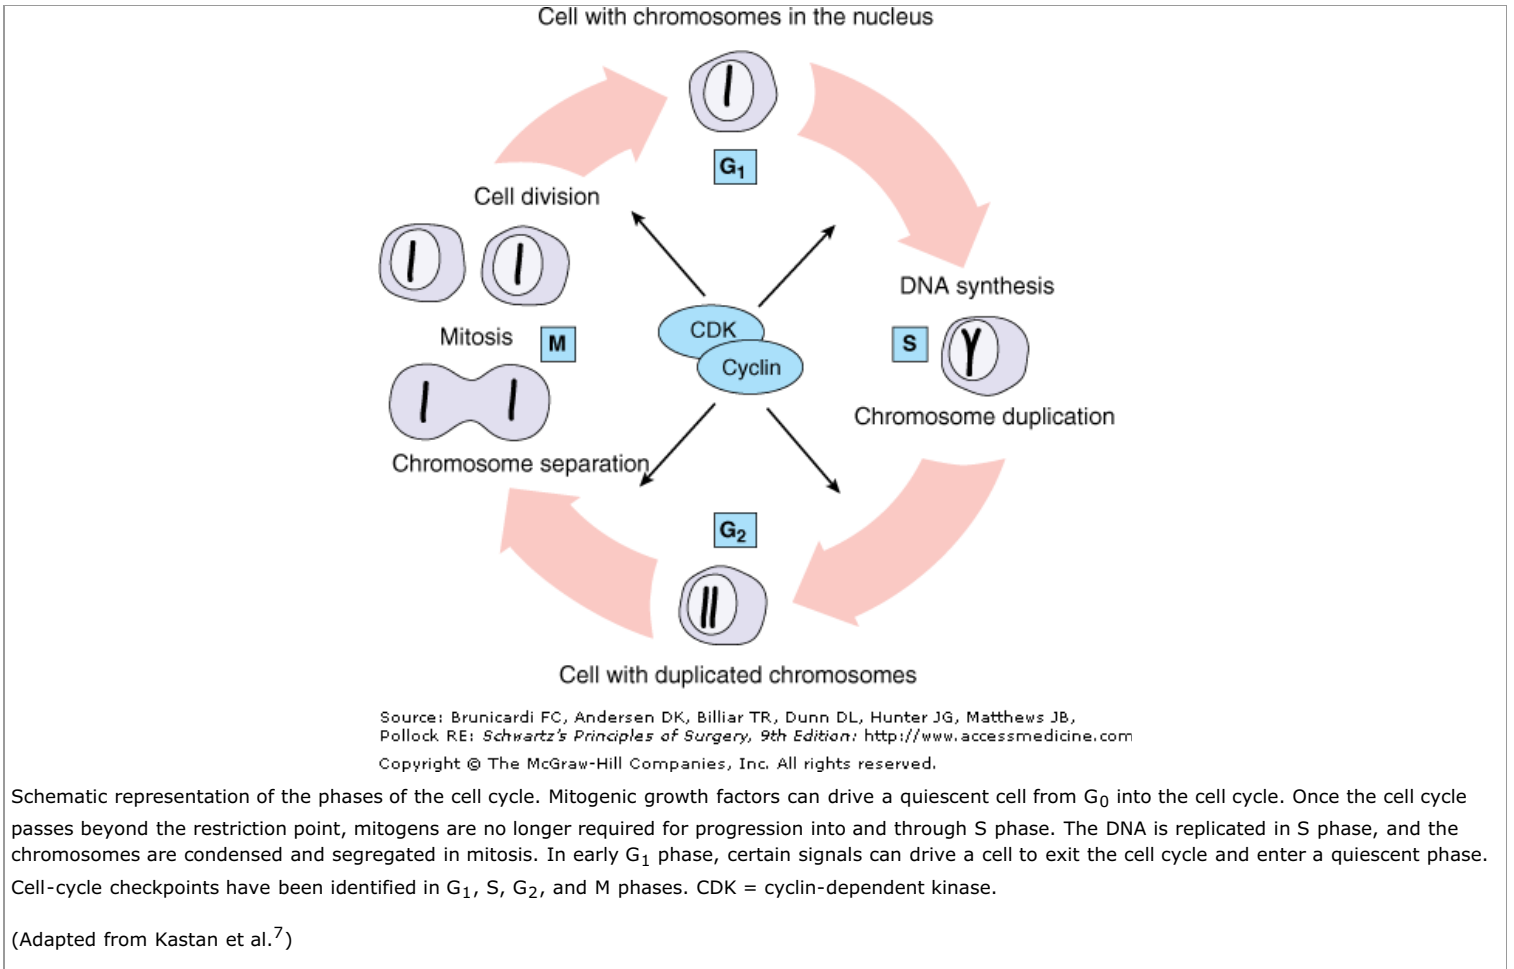 Cell with chromosomes in the nucleus
G1
Cell division
DNA synthesis
CDK
Mitosis
M
S
Cyclin
Chromosome duplication
Chromosome separation
G2
Cell with duplicated chromosomes
Source: Brunicardi FC, Andersen DK, Billiar TR, Dunn DL, Hunter JG, Matthews JB,
Pollock RE: Schwartz's Principles of Surgery, 9th Edition: http://www.accessmedicine.com
Copyright © The McGraw-Hill Companies, Inc. All rights reserved.
Schematic representation of the phases of the cell cycle. Mitogenic growth factors can drive a quiescent cell from G0 into the cell cycle. Once the cell cycle
passes beyond the restriction point, mitogens are no longer required for progression into and through S phase. The DNA is replicated in S phase, and the
chromosomes are condensed and segregated in mitosis. In early G1 phase, certain signals can drive a cell to exit the cell cycle and enter a quiescent phase.
Cell-cycle checkpoints have been identified in G1, S, G2, and M phases. CDK = cyclin-dependent kinase.
(Adapted from Kastan et al.7)